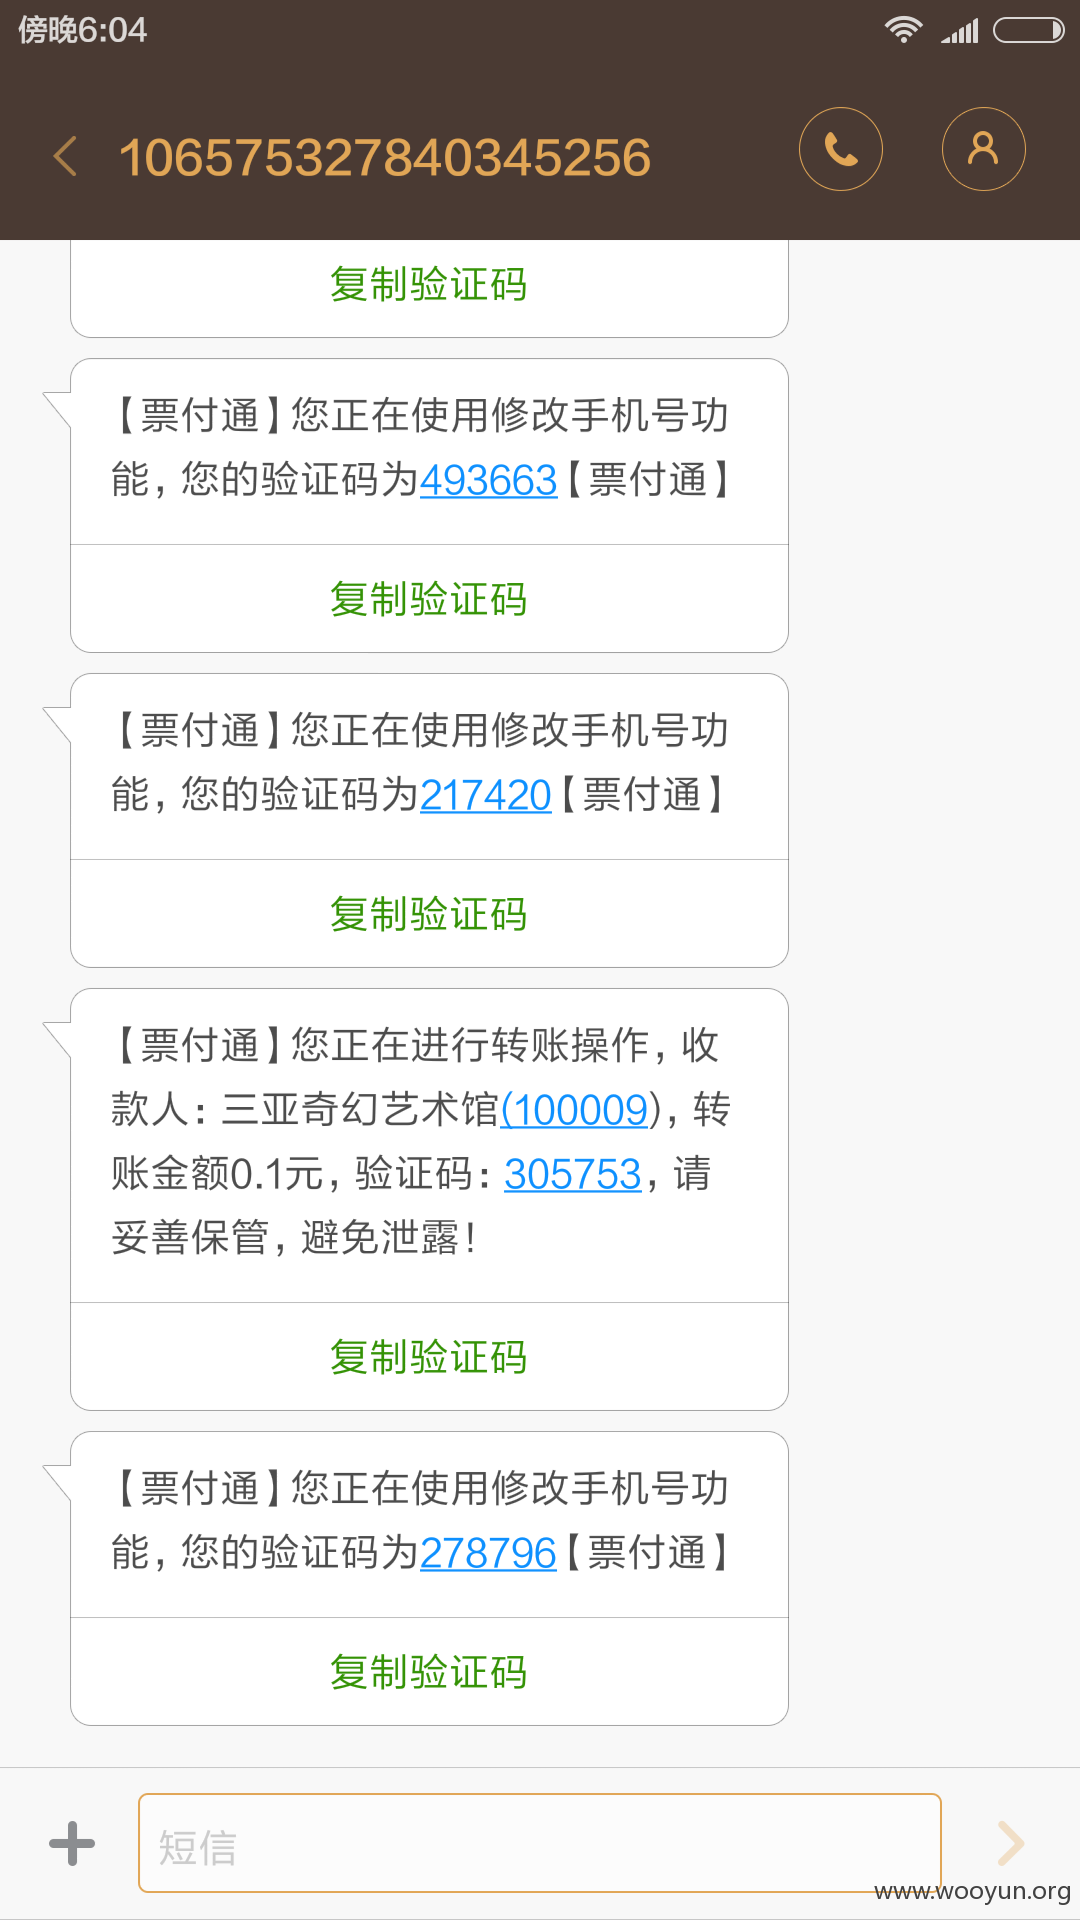 傍晚6:04
106575327840345256
复制验证码
【票付通】您正在使用修改手机号功
能，您的验证码为493663【票付通】
复制验证码
【票付通】您正在使用修改手机号功
能，您的验证码为217420【票付通】
复制验证码
【票付通】您正在进行转账操作，收
款人：三亚奇幻艺术馆(100009)，转
账金额0.1元，验证码：305753，请
妥善保管，避免泄露！
复制验证码
【票付通】您正在使用修改手机号功
能，您的验证码为278796【票付通】
复制验证码
短信
www.wooyun.org